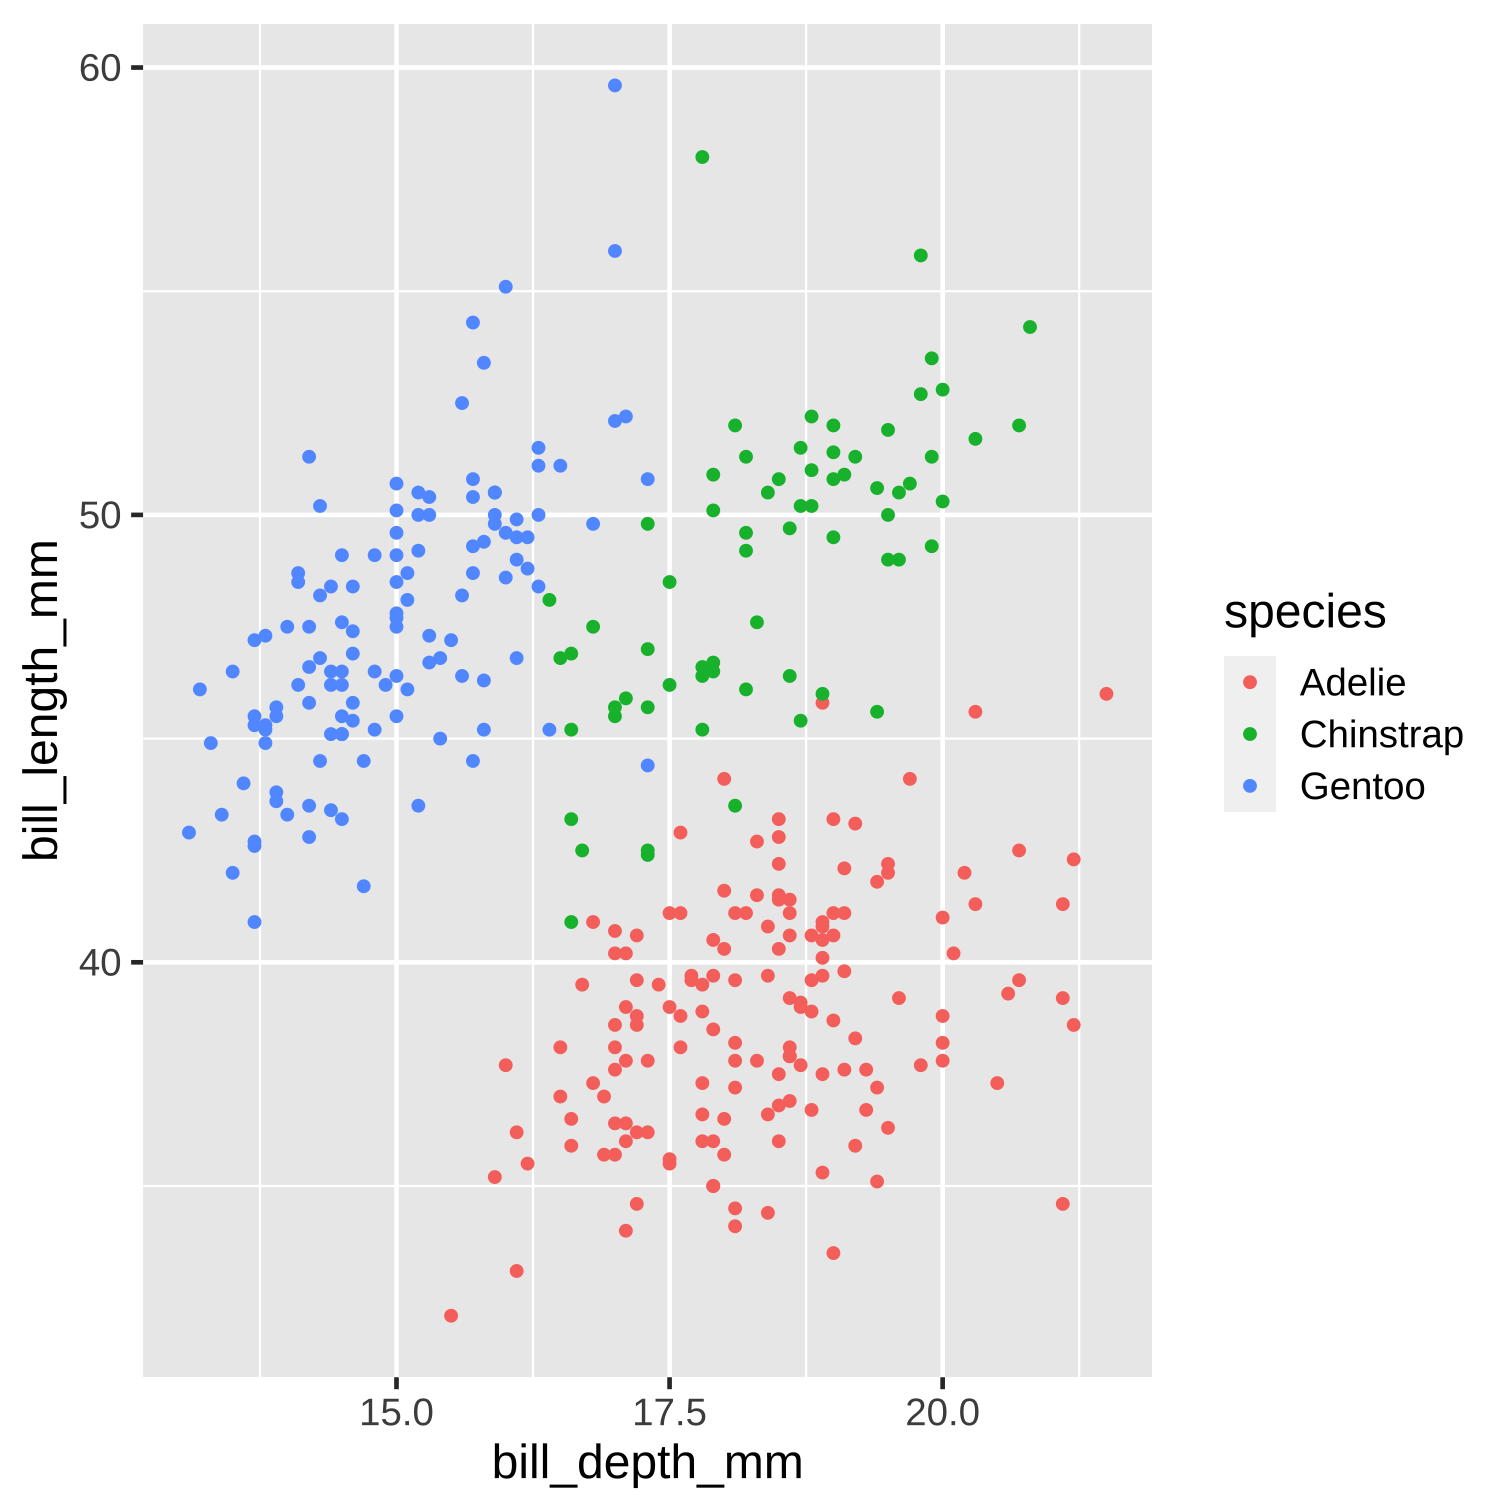 60
50
40
bill_length_mm
15.0 17.5 20.0
bill_depth_mm
species
Adelie
Chinstrap
Gentoo